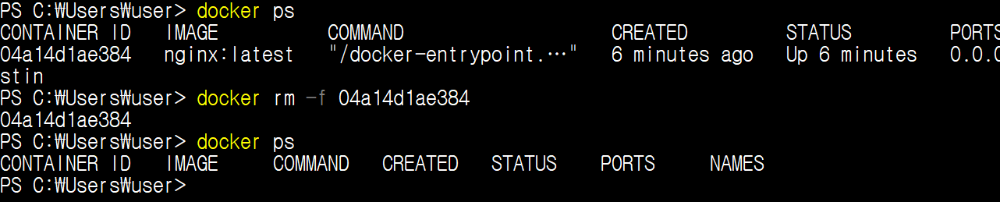 PS C:₩Users₩user> docker ps
CONTAINER ID IMAGE COMMAND CREATED STATUS PORTS
04a14d1ae384 nginx:latest "/docker-entrypoint.…" 6 minutes ago Up 6 minutes 0.0.0
stin
PS C:₩Users₩user> docker rm -f 04a14d1ae384
04a14d1ae384
PS C:₩Users₩user> docker ps
CONTAINER ID IMAGE COMMAND CREATED STATUS PORTS NAMES
PS C:₩Users₩user>